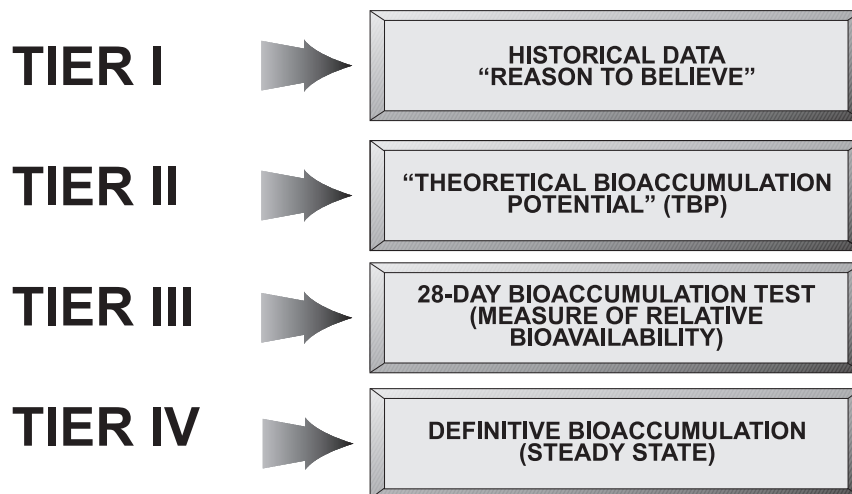 TIER I
HISTORICAL DATA
“REASON TO BELIEVE”
TIER II
“THEORETICAL BIOACCUMULATION
POTENTIAL” (TBP)
TIER III
28-DAY BIOACCUMULATION TEST
(MEASURE OF RELATIVE
BIOAVAILABILITY)
TIER IV
DEFINITIVE BIOACCUMULATION
(STEADY STATE)